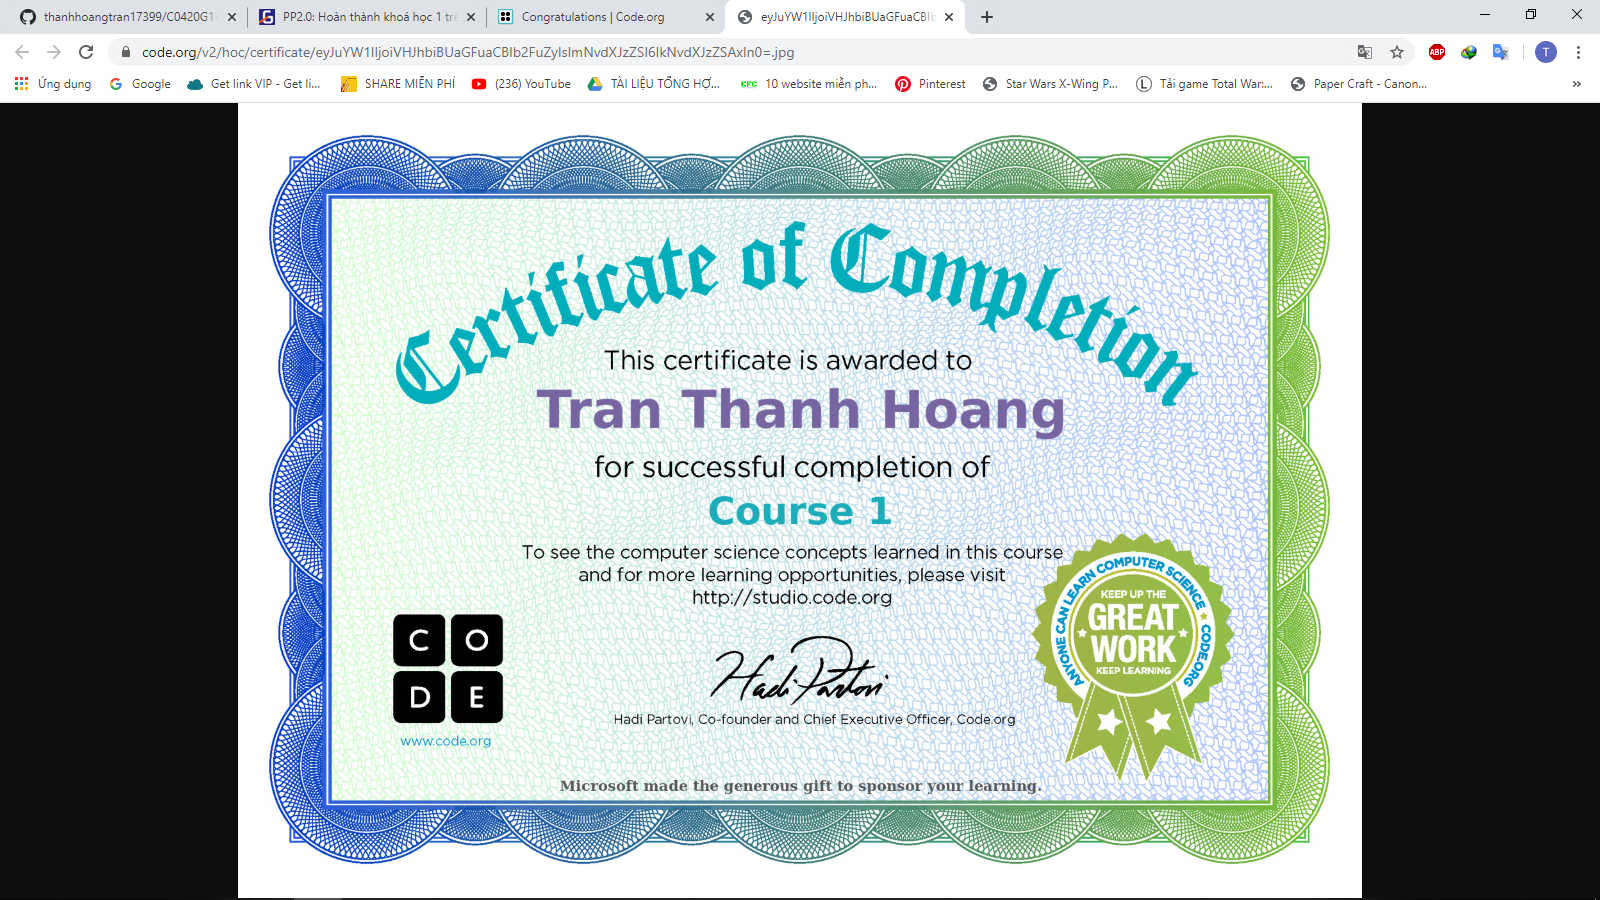 thanhhoangtran17399/C0420G1-
PP2.0: Hoàn thành khoá học 1 trê
Congratulations | Code.org
code.org/v2/hoc/certificate/eyJuYW1lIjoiVHJhbiBUaGFuaCBIb2FuZyIsImNvdXJzZSI6IkNvdXJzZSAxIn0=.jpg
ABP
T
Ứng dụng
Google
Get link VIP - Get li...
SHARE MIỄN PHÍ
(236) YouTube
TÀI LIỆU TỔNG HỢ...
10 website miễn ph...
Pinterest
Star Wars X-Wing P...
L
Tải game Total War:...
Paper Craft - Canon...
»
Certificate of Completion
This certificate is awarded to
Tran Thanh Hoang
for successful completion of
Course 1
To see the computer science concepts learned in this course
and for more learning opportunities, please visit
http://studio.code.org
C O
D E
www.code.org
Hadi Partovi
Hadi Partovi, Co-founder and Chief Executive Officer, Code.org
ANYONE CAN LEARN COMPUTER SCIENCE ★ CODE.ORG
KEEP UP THE
GREAT
WORK
KEEP LEARNING
Microsoft made the generous gift to sponsor your learning.